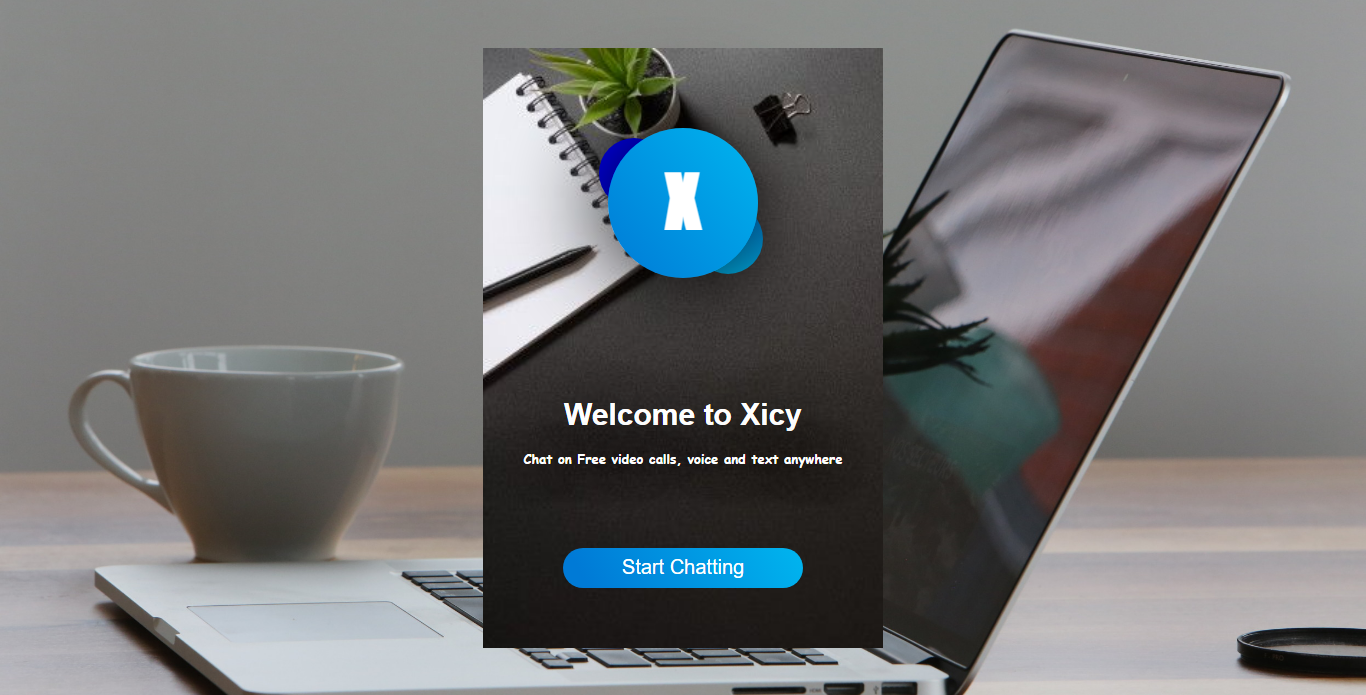 X
Welcome to Xicy
Chat on Free video calls, voice and text anywhere
Start Chatting